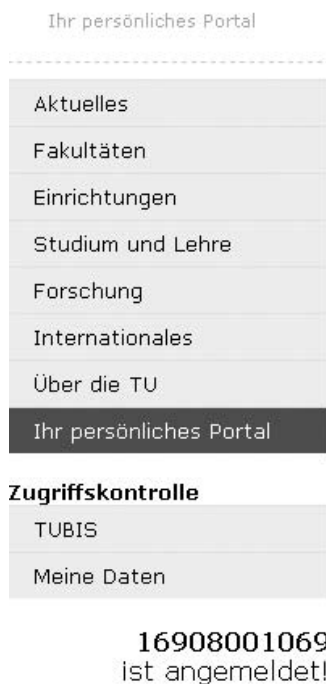 Ihr persönliches Portal
Aktuelles
Fakultäten
Einrichtungen
Studium und Lehre
Forschung
Internationales
Über die TU
Ihr persönliches Portal
Zugriffskontrolle
TUBIS
Meine Daten
16908001069
ist angemeldet!